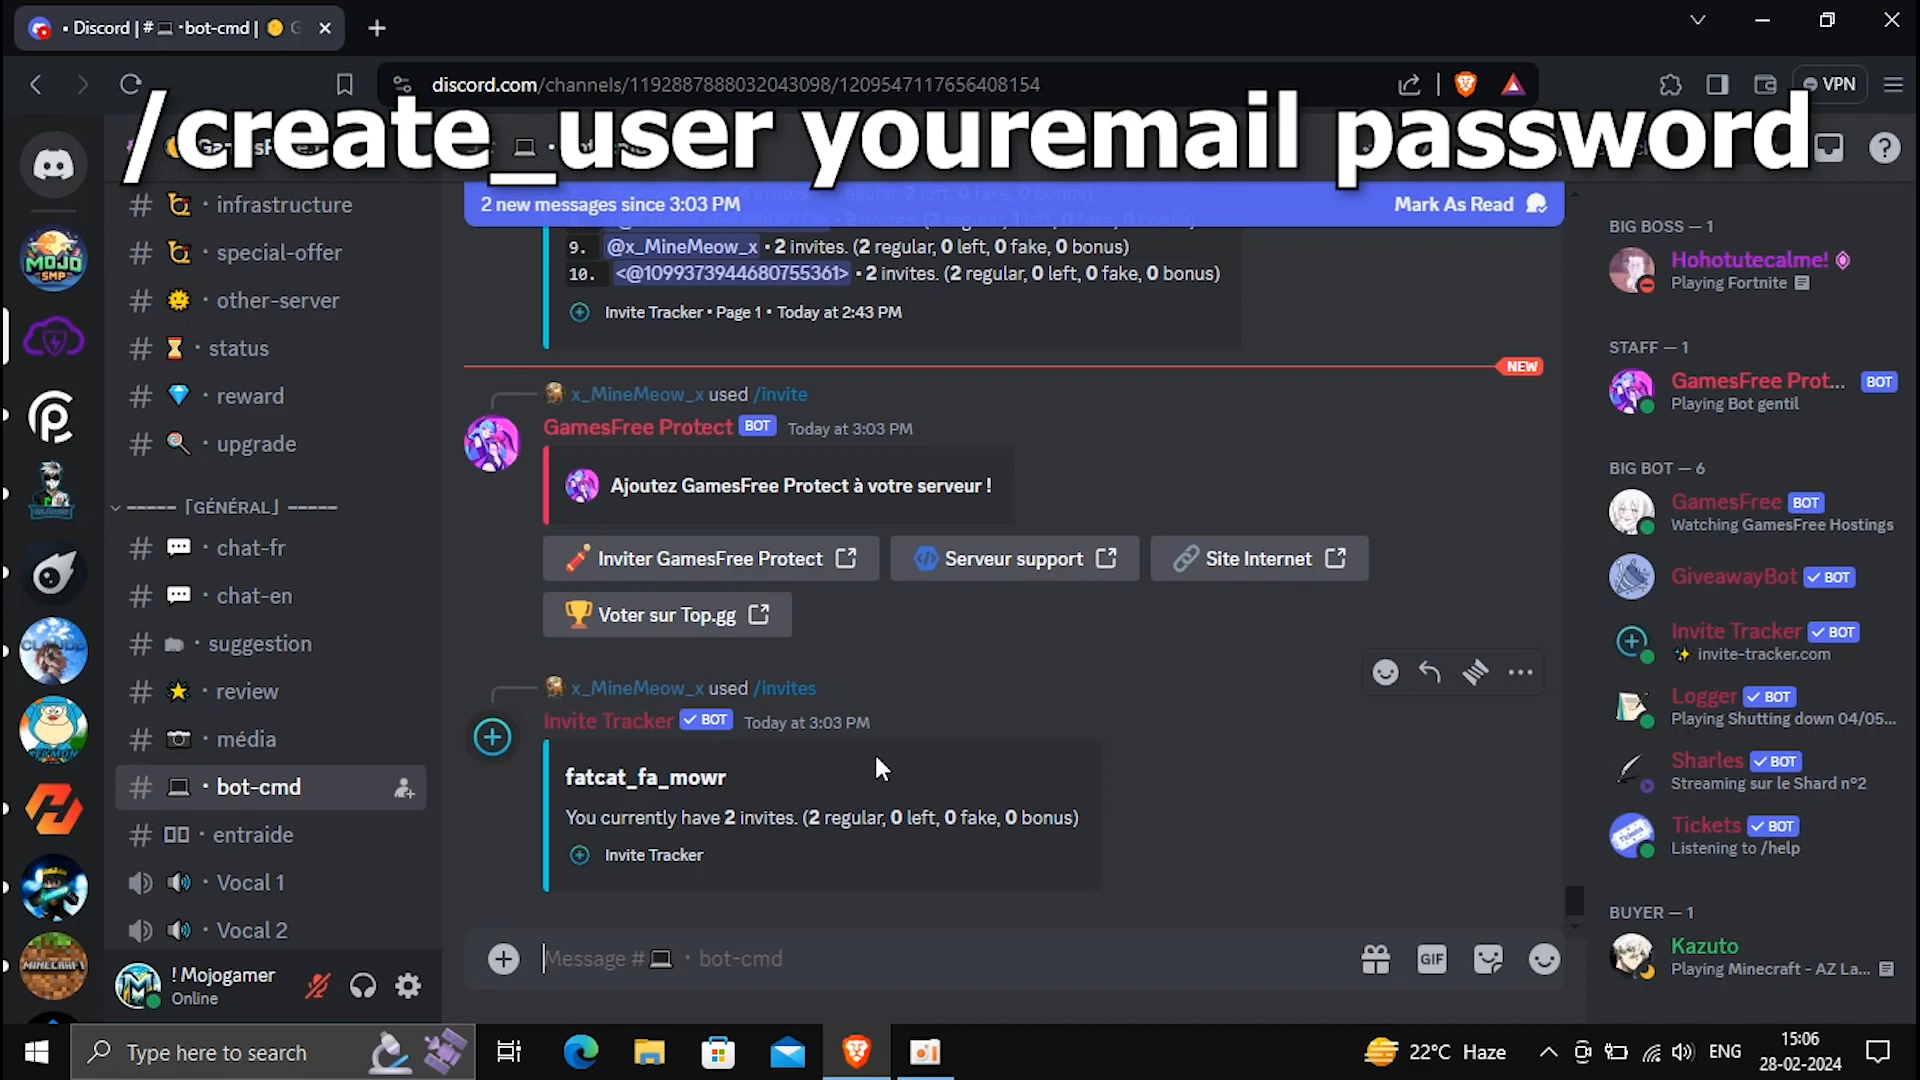 • Discord | # • bot-cmd |
discord.com/channels/1192887888032043098/1209547117656408154
VPN
/create_user youremail password
# • infrastructure
# • special-offer
# • other-server
# • status
# • reward
# • upgrade
----- [GÉNÉRAL] -----
# • chat-fr
# • chat-en
# • suggestion
# • review
# • média
# • bot-cmd
# • entraide
• Vocal 1
• Vocal 2
! Mojogamer
Online
2 new messages since 3:03 PM
Mark As Read
9. @x_MineMeow_x • 2 invites. (2 regular, 0 left, 0 fake, 0 bonus)
10. <@1099373944680755361> • 2 invites. (2 regular, 0 left, 0 fake, 0 bonus)
Invite Tracker • Page 1 • Today at 2:43 PM
NEW
x_MineMeow_x used /invite
GamesFree Protect BOT Today at 3:03 PM
Ajoutez GamesFree Protect à votre serveur !
Inviter GamesFree Protect
Serveur support
Site Internet
Voter sur Top.gg
x_MineMeow_x used /invites
Invite Tracker BOT Today at 3:03 PM
fatcat_fa_mowr
You currently have 2 invites. (2 regular, 0 left, 0 fake, 0 bonus)
Invite Tracker
Message # • bot-cmd
GIF
BIG BOSS — 1
Hohotutecalme!
Playing Fortnite
STAFF — 1
GamesFree Prot... BOT
Playing Bot gentil
BIG BOT — 6
GamesFree BOT
Watching GamesFree Hostings
GiveawayBot BOT
Invite Tracker BOT
invite-tracker.com
Logger BOT
Playing Shutting down 04/05...
Sharles BOT
Streaming sur le Shard n°2
Tickets BOT
Listening to /help
BUYER — 1
Kazuto
Playing Minecraft - AZ La...
Type here to search
22°C Haze
ENG
15:06
28-02-2024